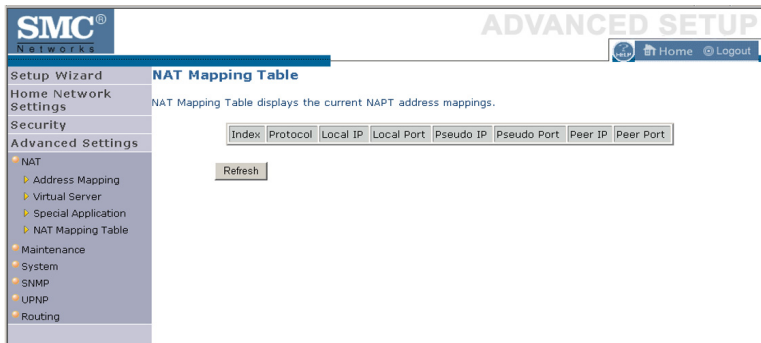 SMC®
Networks
ADVANCED SETUP
HELP
Home
Logout
Setup Wizard
Home Network
Settings
Security
Advanced Settings
NAT
Address Mapping
Virtual Server
Special Application
NAT Mapping Table
Maintenance
System
SNMP
UPNP
Routing
NAT Mapping Table
NAT Mapping Table displays the current NAPT address mappings.
Index Protocol Local IP Local Port Pseudo IP Pseudo Port Peer IP Peer Port
Refresh